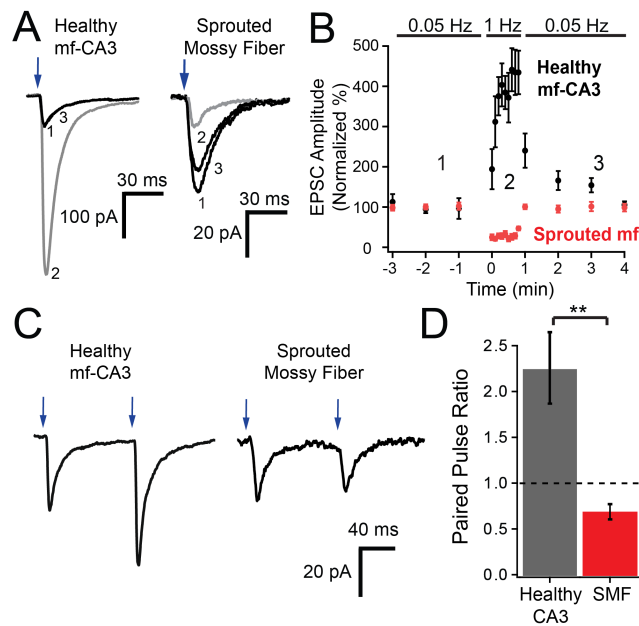 A
Healthy
mf-CA3
Sprouted
Mossy Fiber
1
3
2
30 ms
100 pA
2
3
1
30 ms
20 pA
B
0.05 Hz
1 Hz
0.05 Hz
EPSC Amplitude
(Normalized %)
500
400
300
200
100
0
Healthy
mf-CA3
1
2
3
Sprouted mf
-3
-2
-1
0
1
2
3
4
Time (min)
C
Healthy
mf-CA3
Sprouted
Mossy Fiber
40 ms
20 pA
D
**
Paired Pulse Ratio
2.5
2.0
1.5
1.0
0.5
0.0
Healthy
CA3
SMF